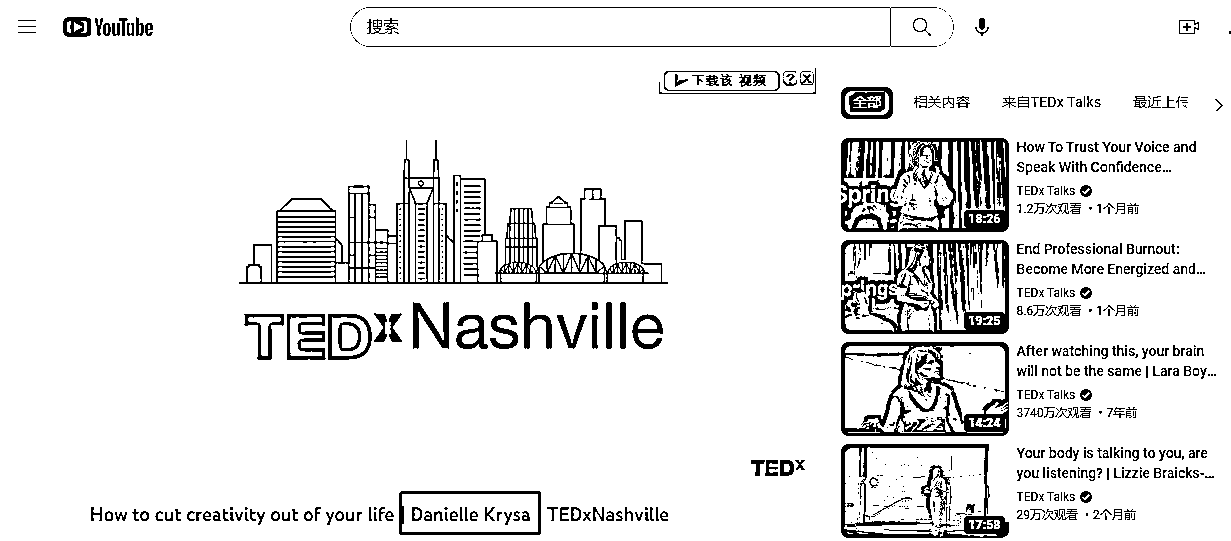 YouTube
搜索
下载该 视频
全部 相关内容 来自TEDx Talks 最近上传
TEDx Nashville
TEDx
How to cut creativity out of your life | Danielle Krysa TEDxNashville
Spring
18:26
How To Trust Your Voice and
Speak With Confidence...
TEDx Talks
1.2万次观看 • 1个月前
prings
19:25
End Professional Burnout:
Become More Energized and...
TEDx Talks
8.6万次观看 • 1个月前
14:24
After watching this, your brain
will not be the same | Lara Boy...
TEDx Talks
3740万次观看 • 7年前
17:58
Your body is talking to you, are
you listening? | Lizzie Braicks-...
TEDx Talks
29万次观看 • 2个月前